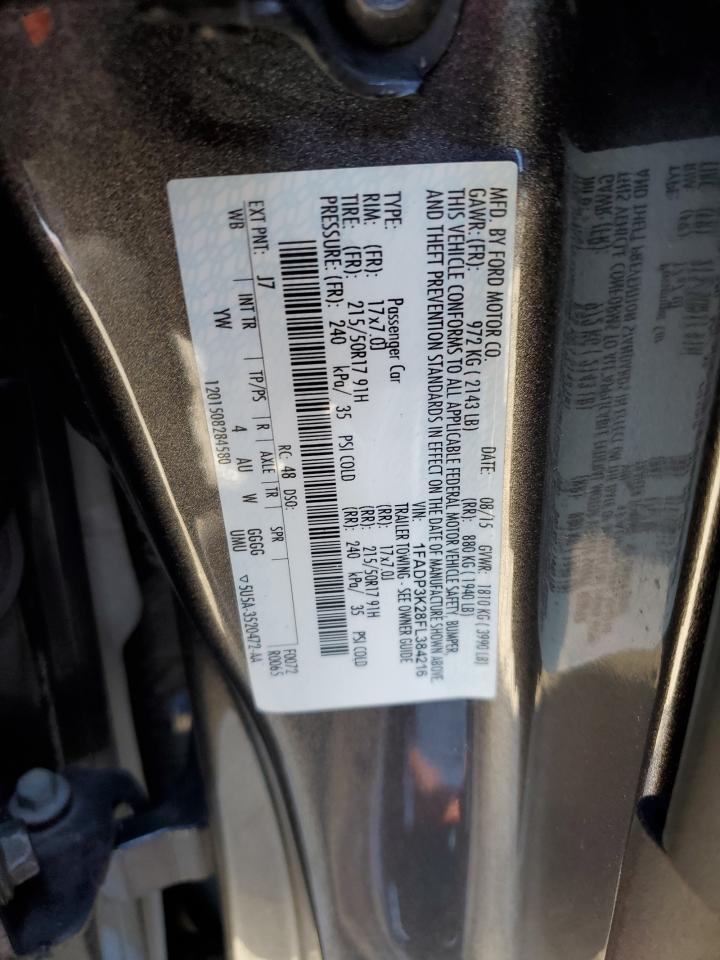 MFD. BY FORD MOTOR CO.
DATE: 08/15 GVWR: 1810 KG ( 3990 LB)
GAWR: (FR): 972 KG ( 2143 LB) (RR): 880 KG ( 1940 LB)
THIS VEHICLE CONFORMS TO ALL APPLICABLE FEDERAL MOTOR VEHICLE SAFETY, BUMPER,
AND THEFT PREVENTION STANDARDS IN EFFECT ON THE DATE OF MANUFACTURE SHOWN ABOVE.
VIN: 1FADP3K28FL384216
TYPE: Passenger Car TRAILER TOWING - SEE OWNER GUIDE
RIM: (FR): 17x7.0J (RR): 17x7.0J
TIRE: (FR): 215/50R17 91H (RR): 215/50R17 91H
PRESSURE: (FR): 240 kPa/ 35 PSI COLD (RR): 240 kPa/ 35 PSI COLD
RC: 48 DSO: F0072
R0065
EXT PNT: J7 INT TR TP/PS R AXLE TR SPR
WB YW 4 AU W GGGG UMU
1201508284580 ▽ 5U5A-3520472-AA